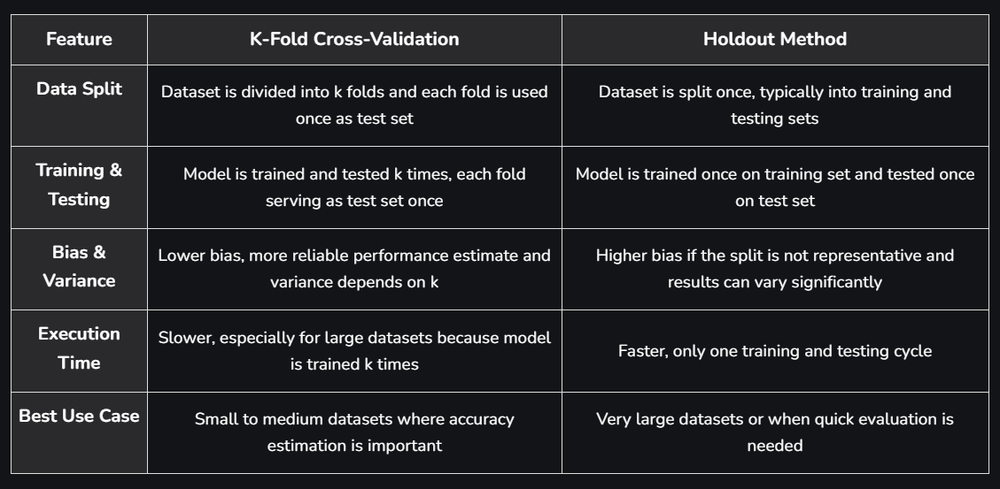 Feature
K-Fold Cross-Validation
Holdout Method
Data Split
Dataset is divided into k folds and each fold is used
once as test set
Dataset is split once, typically into training and
testing sets
Training &
Testing
Model is trained and tested k times, each fold
serving as test set once
Model is trained once on training set and tested once
on test set
Bias &
Variance
Lower bias, more reliable performance estimate and
variance depends on k
Higher bias if the split is not representative and
results can vary significantly
Execution
Time
Slower, especially for large datasets because model
is trained k times
Faster, only one training and testing cycle
Best Use Case
Small to medium datasets where accuracy
estimation is important
Very large datasets or when quick evaluation is
needed